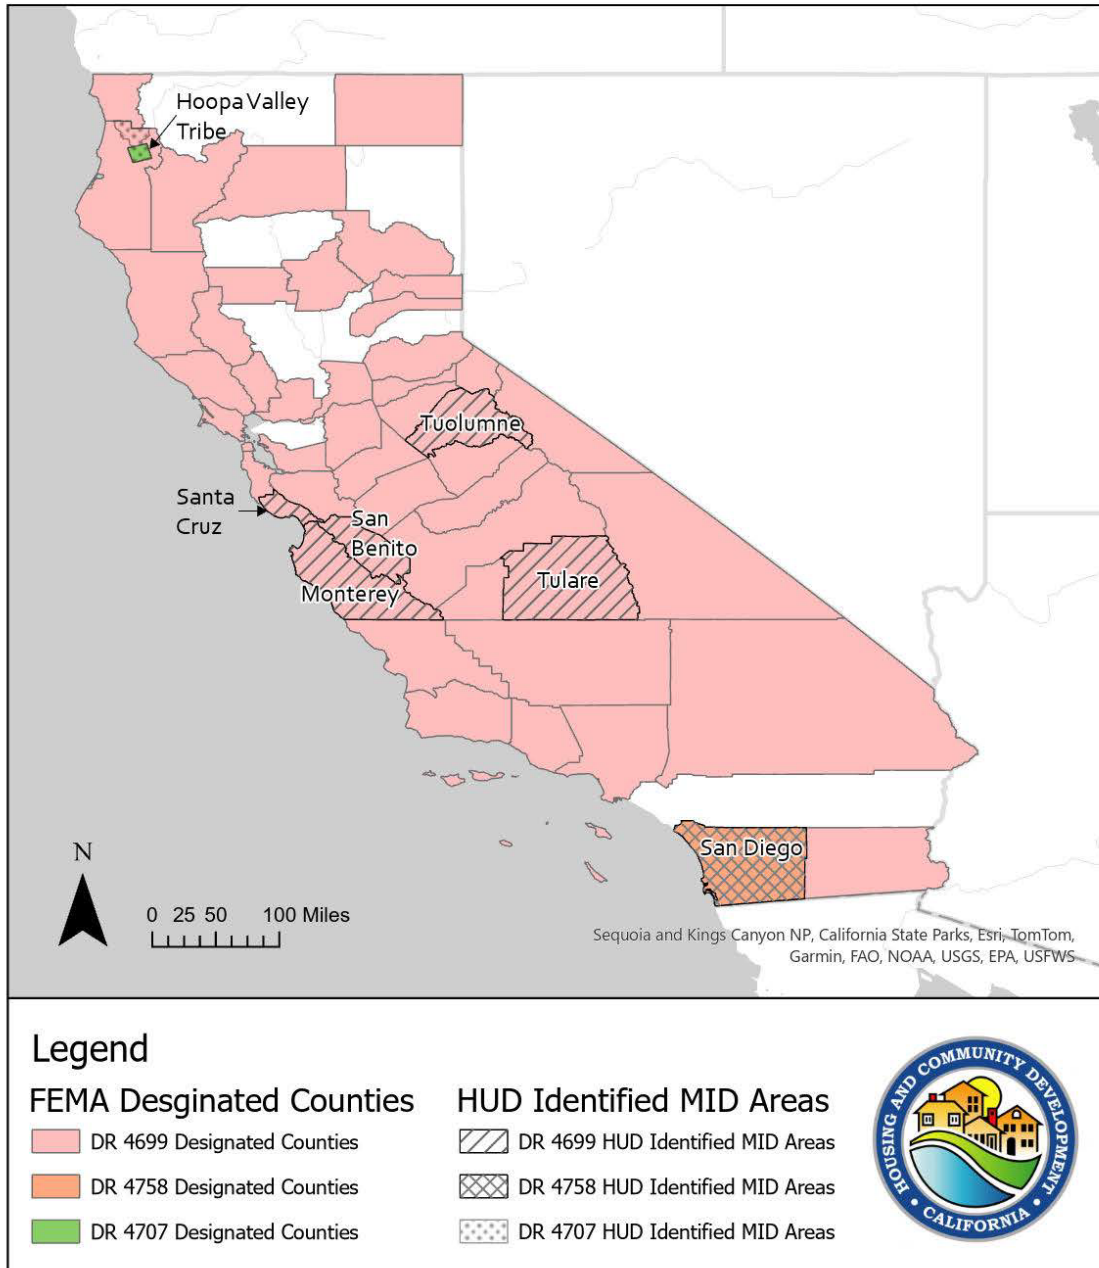 Hoopa Valley
Tribe
Tuolumne
Santa
Cruz
San
Benito
Monterey
Tulare
San Diego
N
0 25 50 100 Miles
Sequoia and Kings Canyon NP, California State Parks, Esri, TomTom,
Garmin, FAO, NOAA, USGS, EPA, USFWS
Legend
FEMA Desginated Counties
DR 4699 Designated Counties
DR 4758 Designated Counties
DR 4707 Designated Counties
HUD Identified MID Areas
DR 4699 HUD Identified MID Areas
DR 4758 HUD Identified MID Areas
DR 4707 HUD Identified MID Areas
HOUSING AND COMMUNITY DEVELOPMENT
• CALIFORNIA •